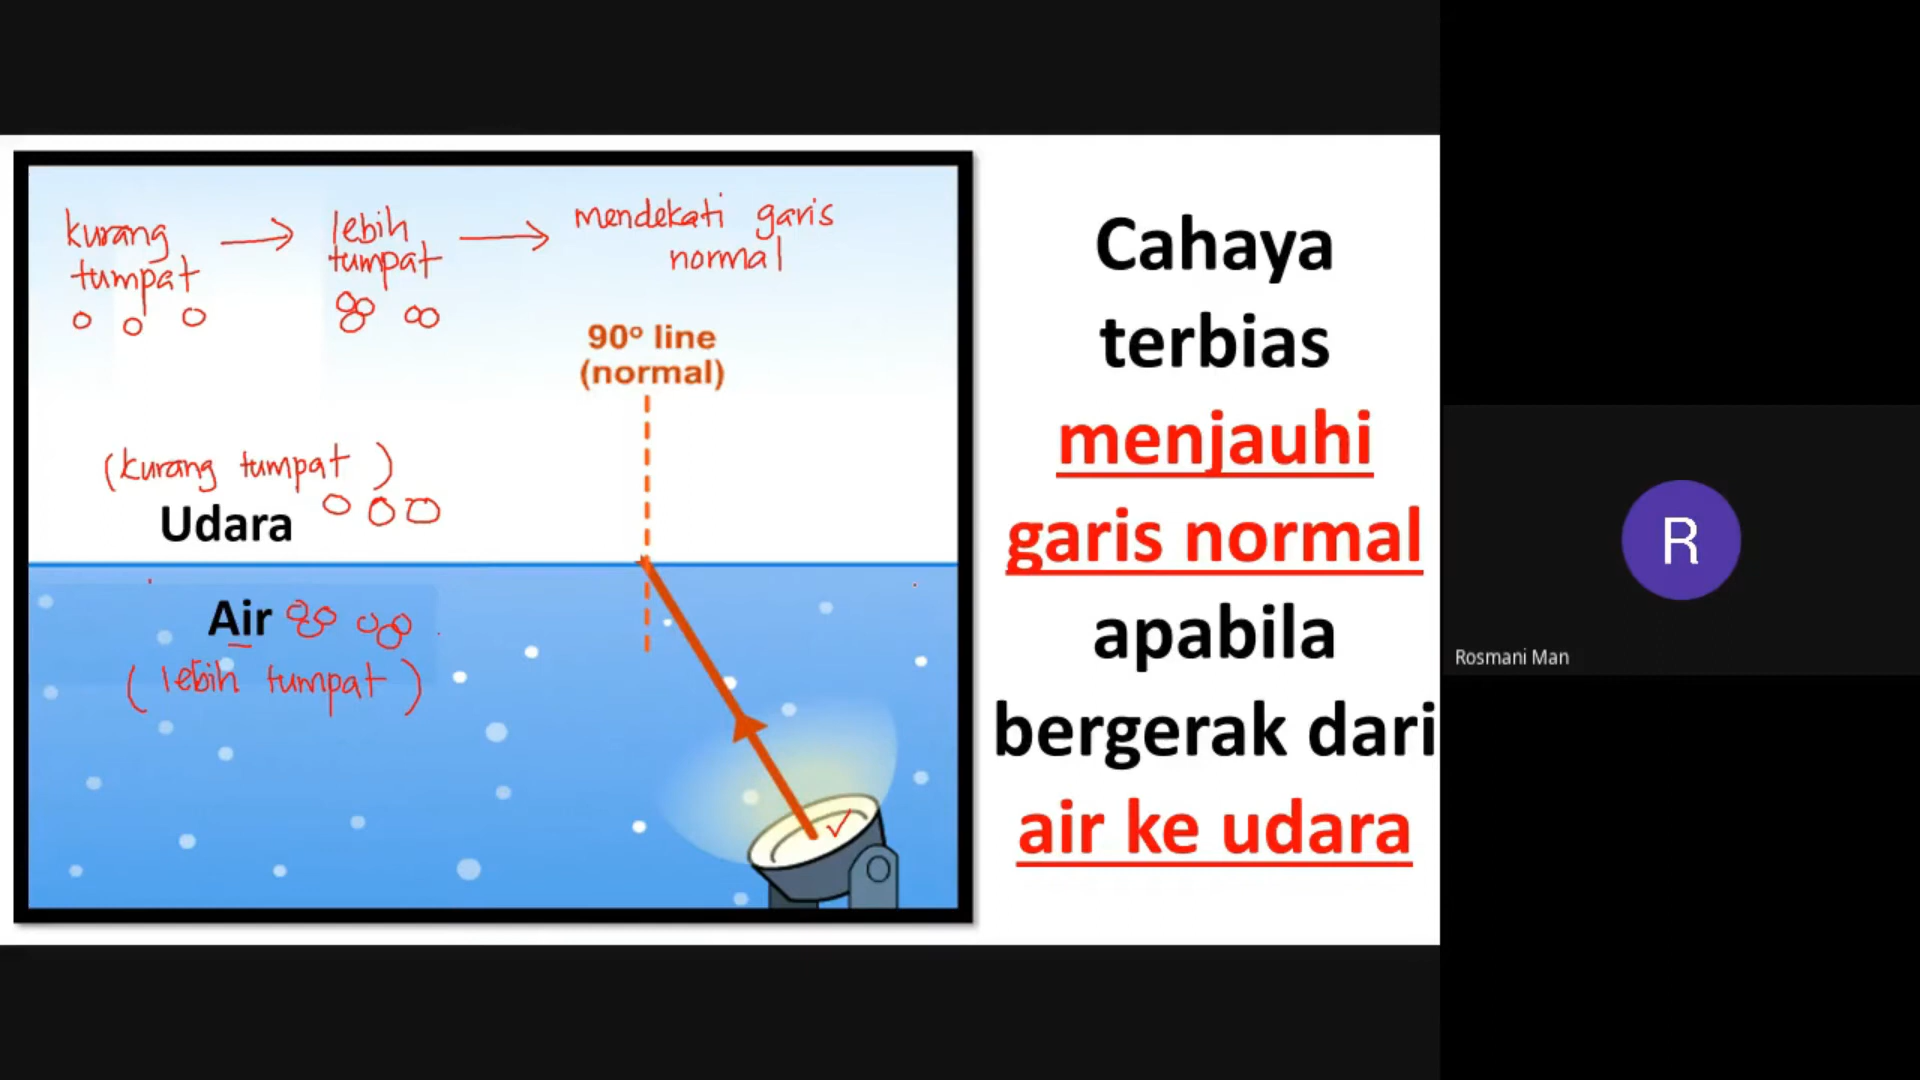 kurang
tumpat
lebih
tumpat
mendekati garis
normal
90º line
(normal)
(kurang tumpat )
Udara
Air
( lebih tumpat )
Cahaya
terbias
menjauhi
garis normal
apabila
bergerak dari
air ke udara
R
Rosmani Man